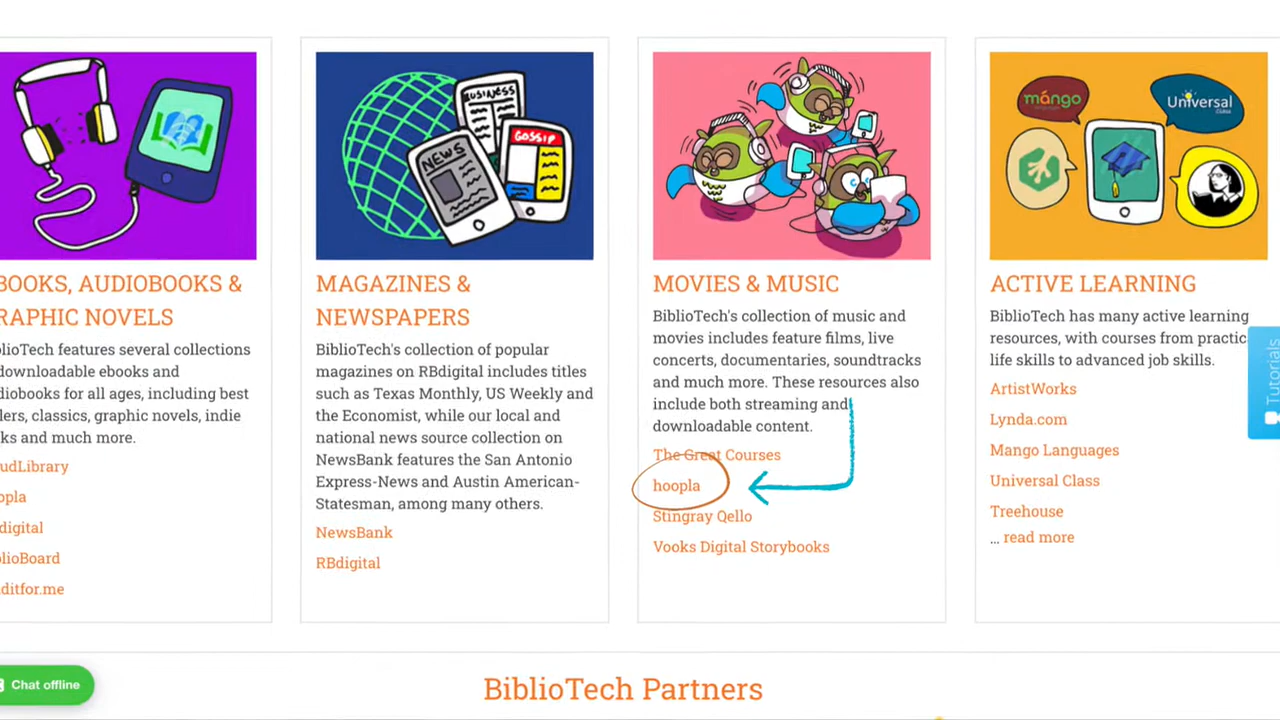 BUSINESS
NEWS
GOSSIP
mango
Universal
CLASS
BOOKS, AUDIOBOOKS &
GRAPHIC NOVELS
blioTech features several collections
downloadable ebooks and
diobooks for all ages, including best
lers, classics, graphic novels, indie
ks and much more.
udLibrary
opla
digital
blioBoard
ditfor.me
MAGAZINES &
NEWSPAPERS
BiblioTech's collection of popular
magazines on RBdigital includes titles
such as Texas Monthly, US Weekly and
the Economist, while our local and
national news source collection on
NewsBank features the San Antonio
Express-News and Austin American-
Statesman, among many others.
NewsBank
RBdigital
MOVIES & MUSIC
BiblioTech's collection of music and
movies includes feature films, live
concerts, documentaries, soundtracks
and much more. These resources also
include both streaming and
downloadable content.
The Great Courses
hoopla
Stingray Qello
Vooks Digital Storybooks
ACTIVE LEARNING
BiblioTech has many active learning
resources, with courses from practic
life skills to advanced job skills.
ArtistWorks
Lynda.com
Mango Languages
Universal Class
Treehouse
... read more
Tutorials
Chat offline
BiblioTech Partners